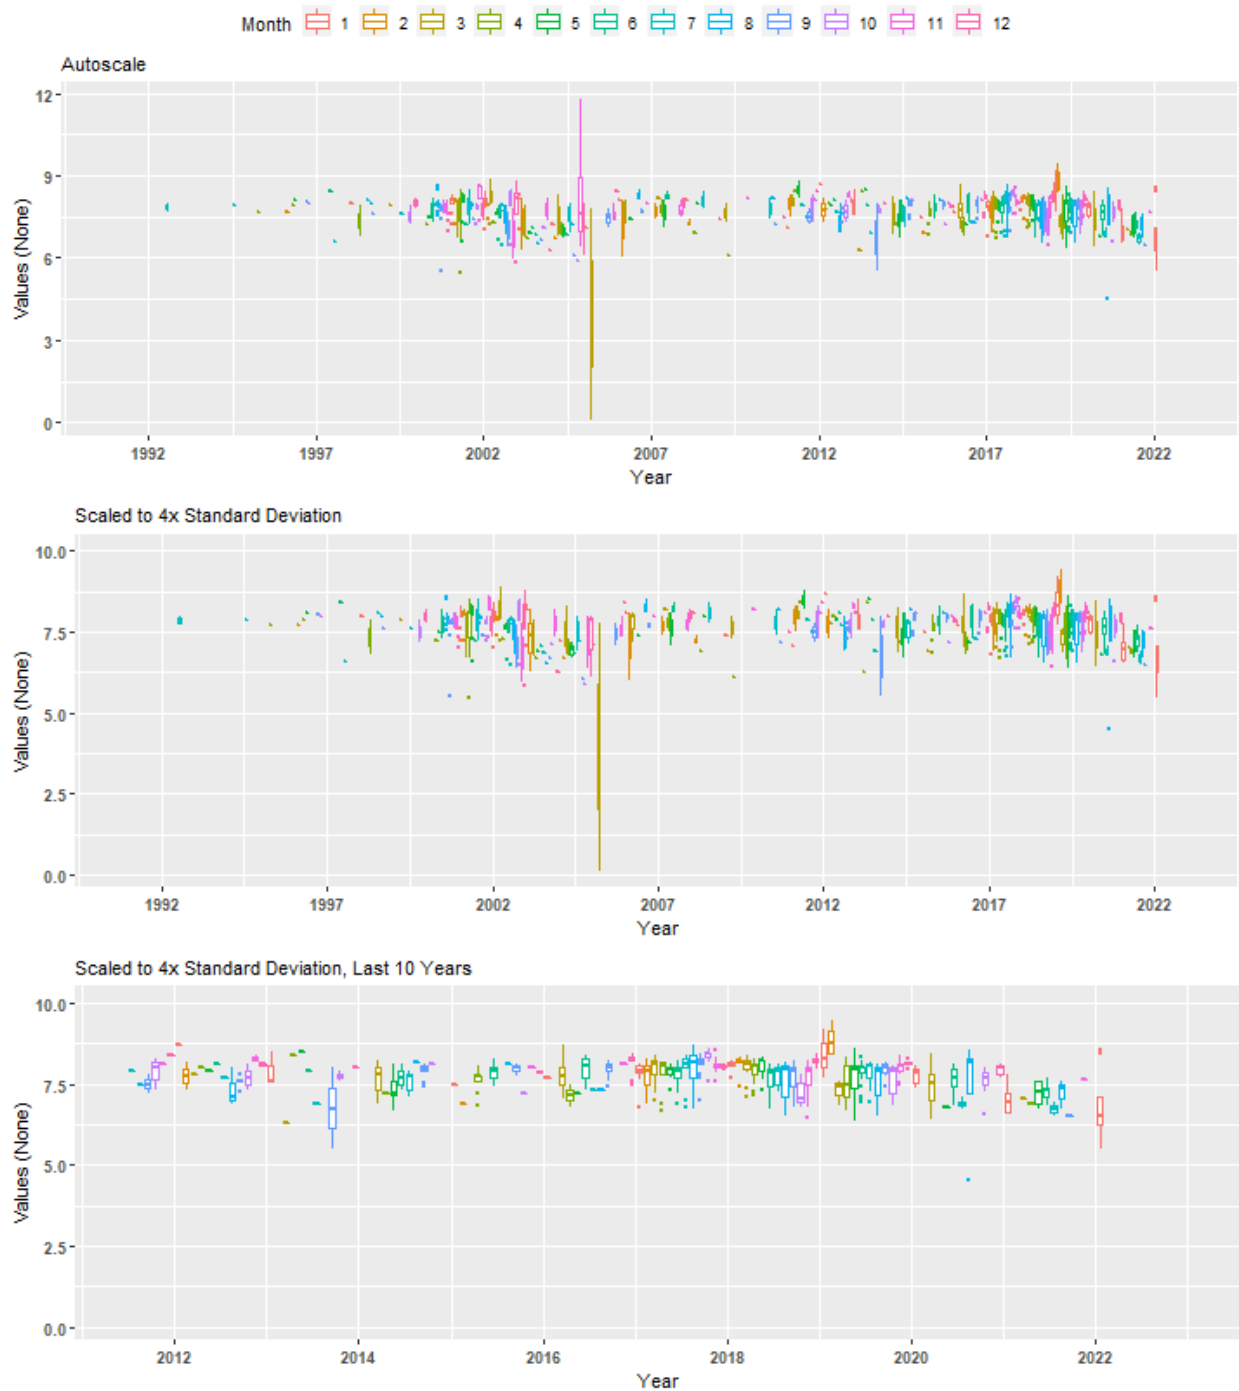 Month 1 2 3 4 5 6 7 8 9 10 11 12
Autoscale
12
9
6
3
0
Values (None)
1992 1997 2002 2007 2012 2017 2022
Year
Scaled to 4x Standard Deviation
10.0
7.5
5.0
2.5
0.0
Values (None)
1992 1997 2002 2007 2012 2017 2022
Year
Scaled to 4x Standard Deviation, Last 10 Years
10.0
7.5
5.0
2.5
0.0
Values (None)
2012 2014 2016 2018 2020 2022
Year